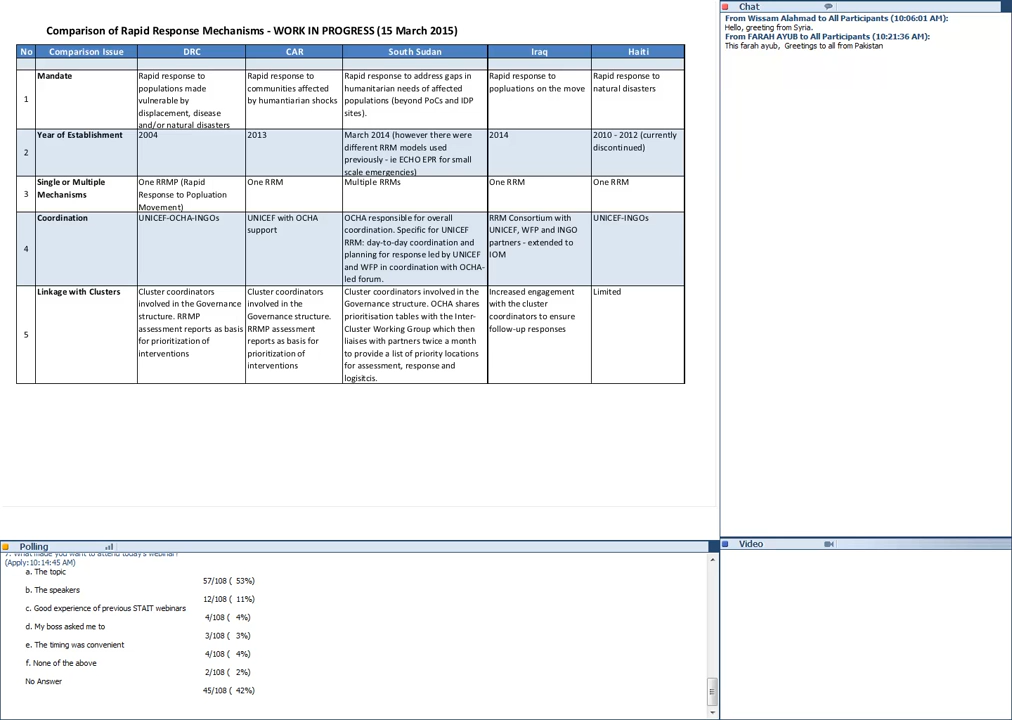 Comparison of Rapid Response Mechanisms - WORK IN PROGRESS (15 March 2015)
No Comparison Issue DRC CAR South Sudan Iraq Haiti
1
Mandate
Rapid response to
populations made
vulnerable by
displacement, disease
and/or natural disasters
Rapid response to
communities affected
by humantiarian shocks
Rapid response to address gaps in
humanitarian needs of affected
populations (beyond PoCs and IDP
sites).
Rapid response to
popluations on the move
Rapid response to
natural disasters
2
Year of Establishment
2004
2013
March 2014 (however there were
different RRM models used
previously - ie ECHO EPR for small
scale emergencies)
2014
2010 - 2012 (currently
discontinued)
3
Single or Multiple
Mechanisms
One RRMP (Rapid
Response to Popluation
Movement)
One RRM
Multiple RRMs
One RRM
One RRM
4
Coordination
UNICEF-OCHA-INGOs
UNICEF with OCHA
support
OCHA responsible for overall
coordination. Specific for UNICEF
RRM: day-to-day coordination and
planning for response led by UNICEF
and WFP in coordination with OCHA-
led forum.
RRM Consortium with
UNICEF, WFP and INGO
partners - extended to
IOM
UNICEF-INGOs
5
Linkage with Clusters
Cluster coordinators
involved in the Governance
structure. RRMP
assessment reports as basis
for prioritization of
interventions
Cluster coordinators
involved in the
Governance structure.
RRMP assessment
reports as basis for
prioritization of
interventions
Cluster coordinators involved in the
Governance structure. OCHA shares
prioritisation tables with the Inter-
Cluster Working Group which then
liaises with partners twice a month
to provide a list of priority locations
for assessment, response and
logisitcis.
Increased engagement
with the cluster
coordinators to ensure
follow-up responses
Limited
Chat
From Wissam Alahmad to All Participants (10:06:01 AM):
Hello, greeting from Syria.
From FARAH AYUB to All Participants (10:21:36 AM):
This farah ayub, Greetings to all from Pakistan
Polling
7. What made you want to attend today's webinar?
(Apply:10:14:45 AM)
a. The topic
57/108 ( 53%)
b. The speakers
12/108 ( 11%)
c. Good experience of previous STAIT webinars
4/108 ( 4%)
d. My boss asked me to
3/108 ( 3%)
e. The timing was convenient
4/108 ( 4%)
f. None of the above
2/108 ( 2%)
No Answer
45/108 ( 42%)
Video